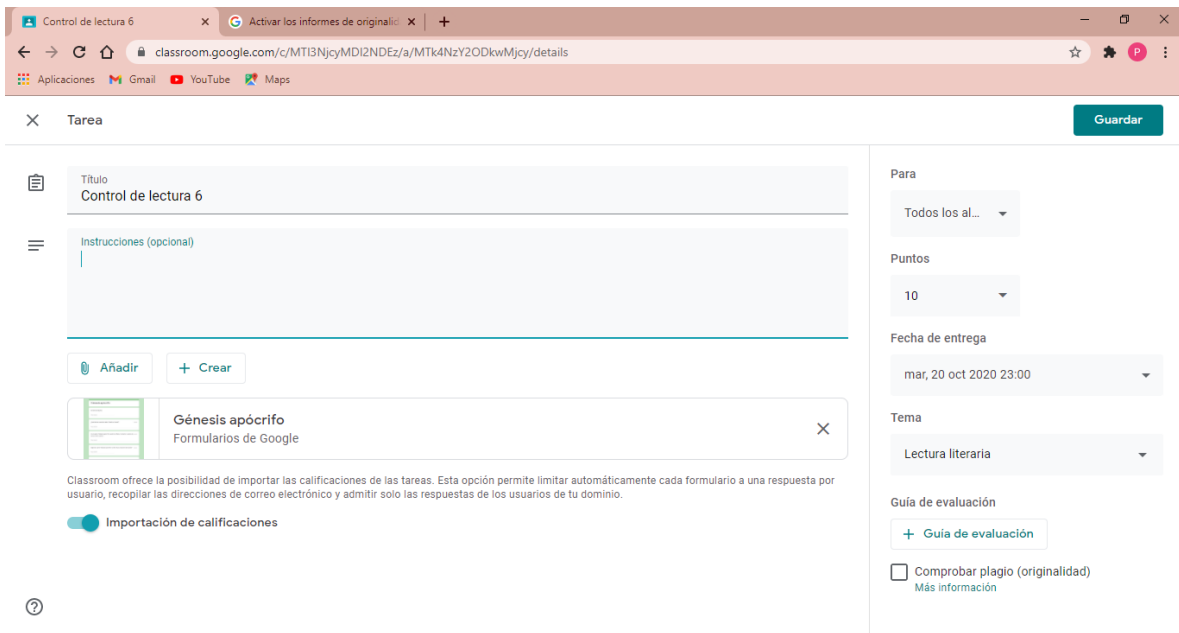 Control de lectura 6
Activar los informes de originalid
classroom.google.com/c/MTI3NjcyMDI2NDEz/a/MTk4NzY2ODkwMjcy/details
P
Aplicaciones
Gmail
YouTube
Maps
Tarea
Guardar
Título
Control de lectura 6
Instrucciones (opcional)
Añadir
+ Crear
Génesis apócrifo
Formularios de Google
Classroom ofrece la posibilidad de importar las calificaciones de las tareas. Esta opción permite limitar automáticamente cada formulario a una respuesta por
usuario, recopilar las direcciones de correo electrónico y admitir solo las respuestas de los usuarios de tu dominio.
Importación de calificaciones
Para
Todos los al...
Puntos
10
Fecha de entrega
mar, 20 oct 2020 23:00
Tema
Lectura literaria
Guía de evaluación
+ Guía de evaluación
Comprobar plagio (originalidad)
Más información